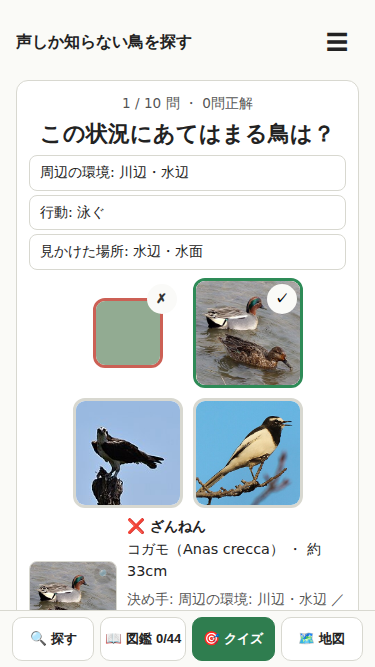 声しか知らない鳥を探す
☰
1 / 10 問 ・ 0問正解
この状況にあてはまる鳥は？
周辺の環境: 川辺・水辺
行動: 泳ぐ
見かけた場所: 水辺・水面
✗
✓
❌ ざんねん
コガモ（Anas crecca） ・ 約
33cm
決め手: 周辺の環境: 川辺・水辺 ／
🔍 探す
📖 図鑑 0/44
🎯 クイズ
🗺️ 地図